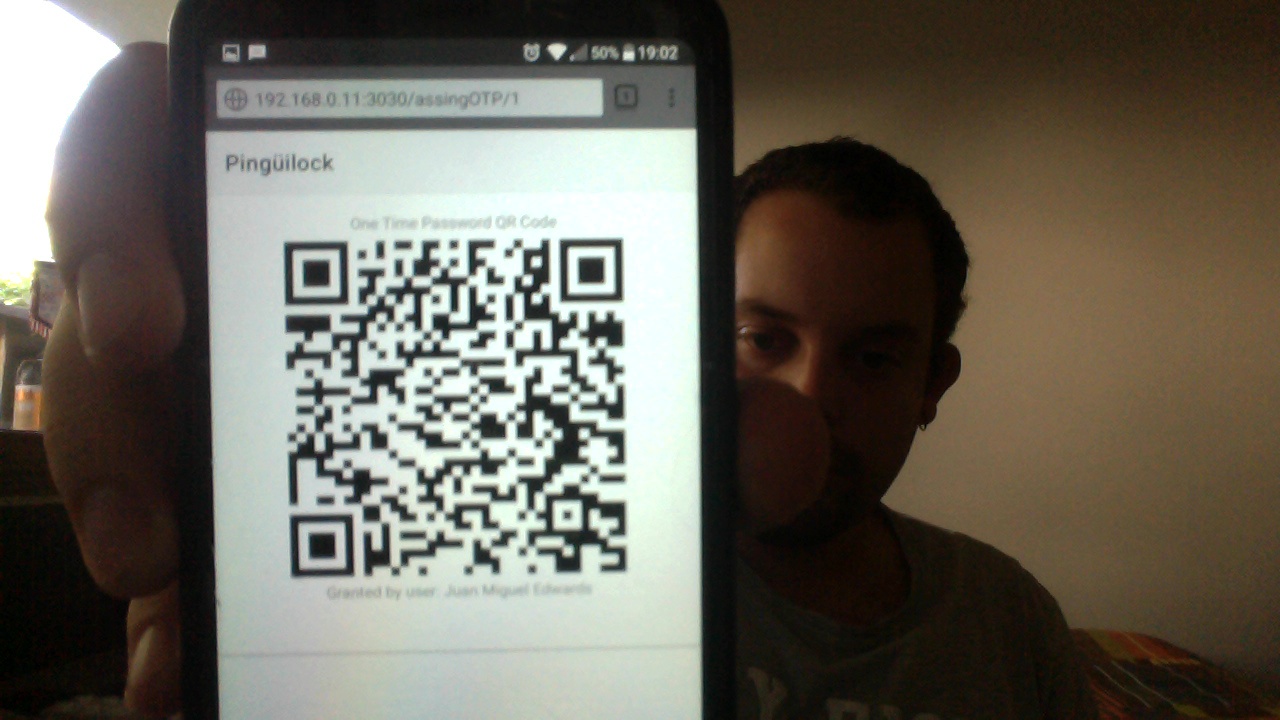 50% 19:02
192.168.0.11:3030/assingOTP/1
1
Pingüilock
One Time Password QR Code
Granted by user: Juan Miguel Edwards